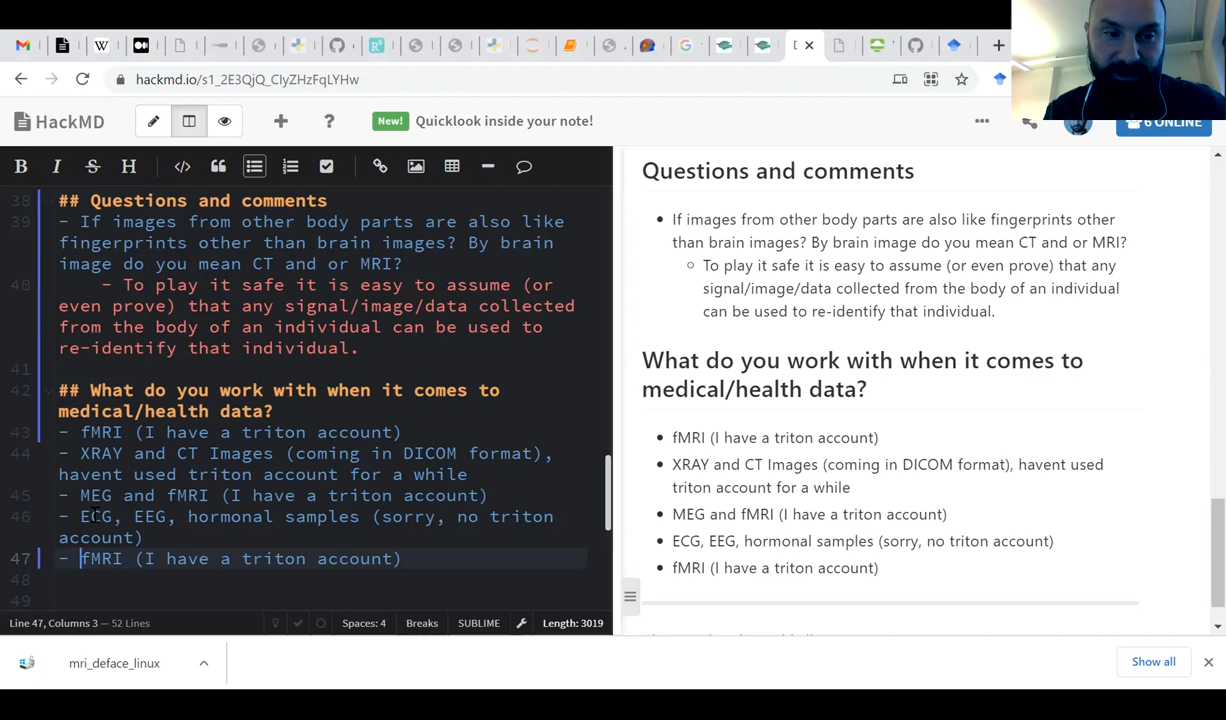 hackmd.io/s1_2E3QjQ_CIyZHzFqLYHw
HackMD
New! Quicklook inside your note!
6 ONLINE
38 ## Questions and comments
39 - If images from other body parts are also like
fingerprints other than brain images? By brain
image do you mean CT and or MRI?
40 - To play it safe it is easy to assume (or
even prove) that any signal/image/data collected
from the body of an individual can be used to
re-identify that individual.
41
42 ## What do you work with when it comes to
medical/health data?
43 - fMRI (I have a triton account)
44 - XRAY and CT Images (coming in DICOM format),
havent used triton account for a while
45 - MEG and fMRI (I have a triton account)
46 - ECG, EEG, hormonal samples (sorry, no triton
account)
47 - fMRI (I have a triton account)
48
49
Line 47, Columns 3 — 52 Lines
Spaces: 4
Breaks
SUBLIME
Length: 3019
Questions and comments
• If images from other body parts are also like fingerprints other
than brain images? By brain image do you mean CT and or MRI?
To play it safe it is easy to assume (or even prove) that any
signal/image/data collected from the body of an individual can be used to
re-identify that individual.
What do you work with when it comes to
medical/health data?
• fMRI (I have a triton account)
• XRAY and CT Images (coming in DICOM format), havent used
triton account for a while
• MEG and fMRI (I have a triton account)
• ECG, EEG, hormonal samples (sorry, no triton account)
• fMRI (I have a triton account)
mri_deface_linux
Show all